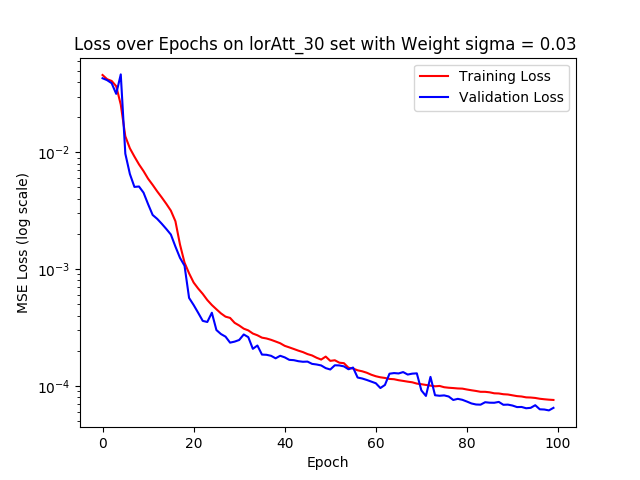 Loss over Epochs on lorAtt_30 set with Weight sigma = 0.03
Training Loss
Validation Loss
MSE Loss (log scale)
10⁻²
10⁻³
10⁻⁴
0 20 40 60 80 100
Epoch